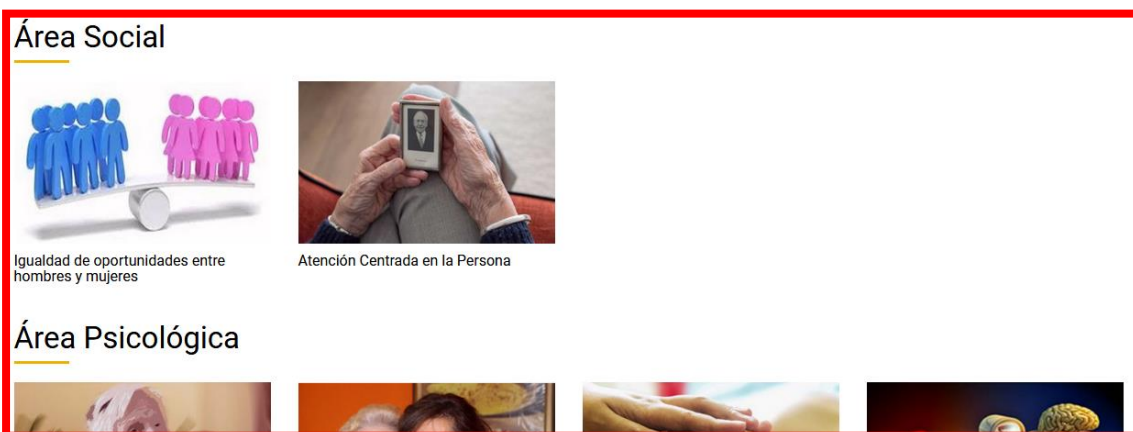 Área Social
Igualdad de oportunidades entre
hombres y mujeres
Atención Centrada en la Persona
Área Psicológica